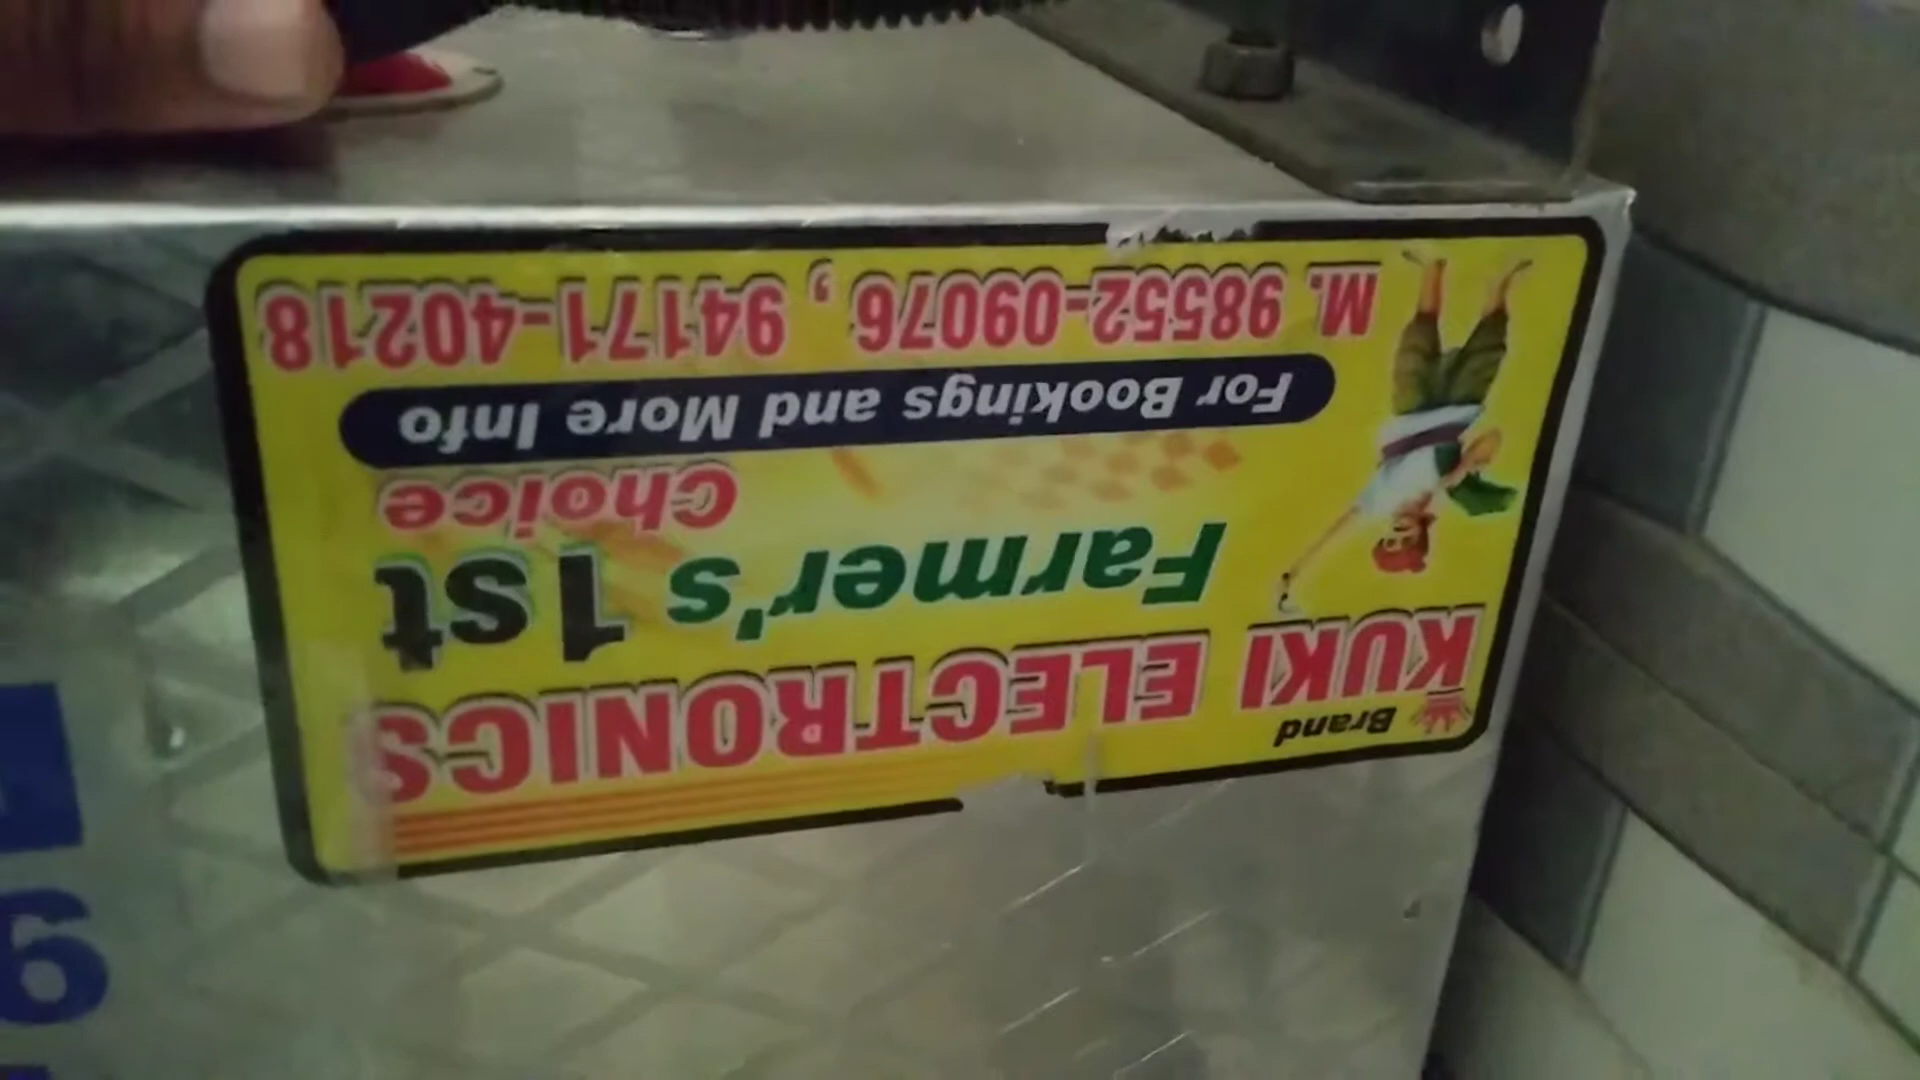 Brand
KUKI ELECTRONICS
Farmer's 1st
Choice
For Bookings and More Info
M. 98552-09076, 94171-40218